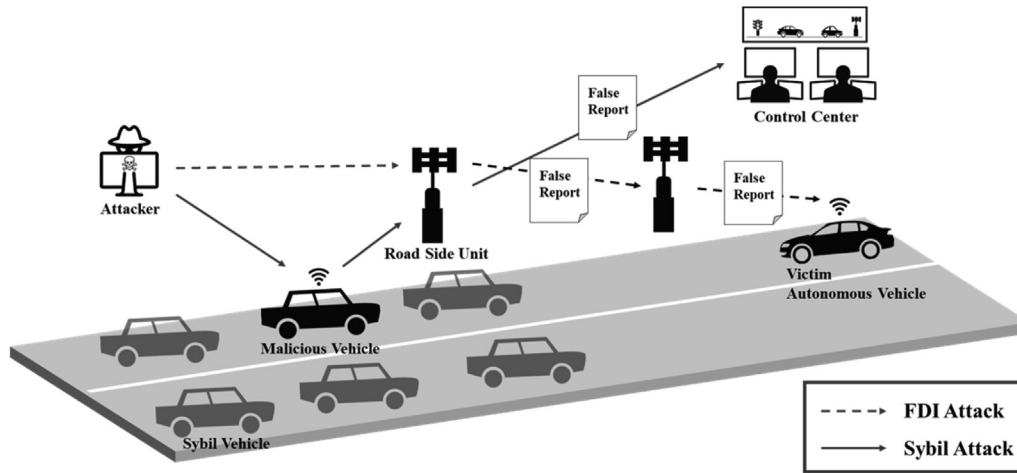 False
Report
Control Center
False
Report
False
Report
Attacker
Road Side Unit
Victim
Autonomous Vehicle
Malicious Vehicle
Sybil Vehicle
FDI Attack
Sybil Attack